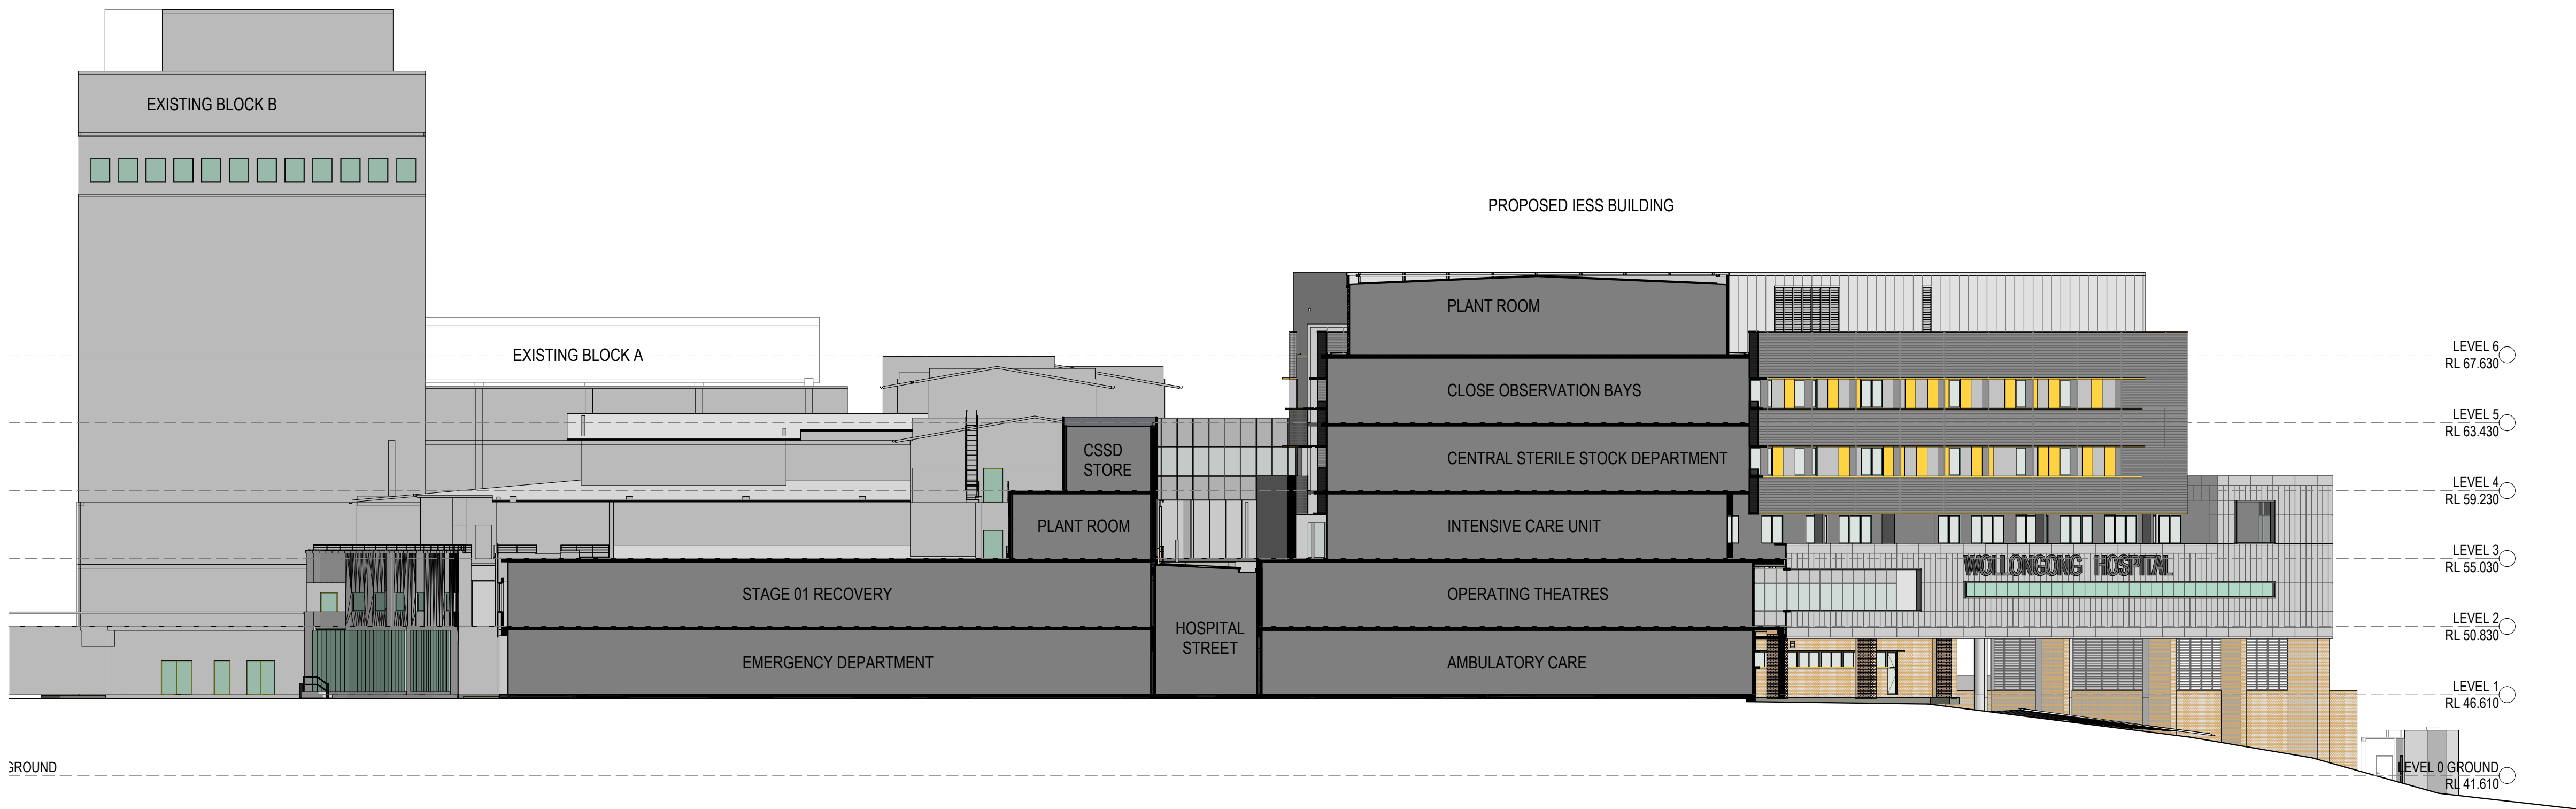 EXISTING BLOCK B
PROPOSED IESS BUILDING
PLANT ROOM
EXISTING BLOCK A
LEVEL 6
RL 67.630
CLOSE OBSERVATION BAYS
LEVEL 5
RL 63.430
CSSD
STORE
CENTRAL STERILE STOCK DEPARTMENT
LEVEL 4
RL 59.230
PLANT ROOM
INTENSIVE CARE UNIT
LEVEL 3
RL 55.030
WOLLONGONG HOSPITAL
STAGE 01 RECOVERY
OPERATING THEATRES
LEVEL 2
RL 50.830
HOSPITAL
STREET
EMERGENCY DEPARTMENT
AMBULATORY CARE
LEVEL 1
RL 46.610
GROUND
LEVEL 0 GROUND
RL 41.610